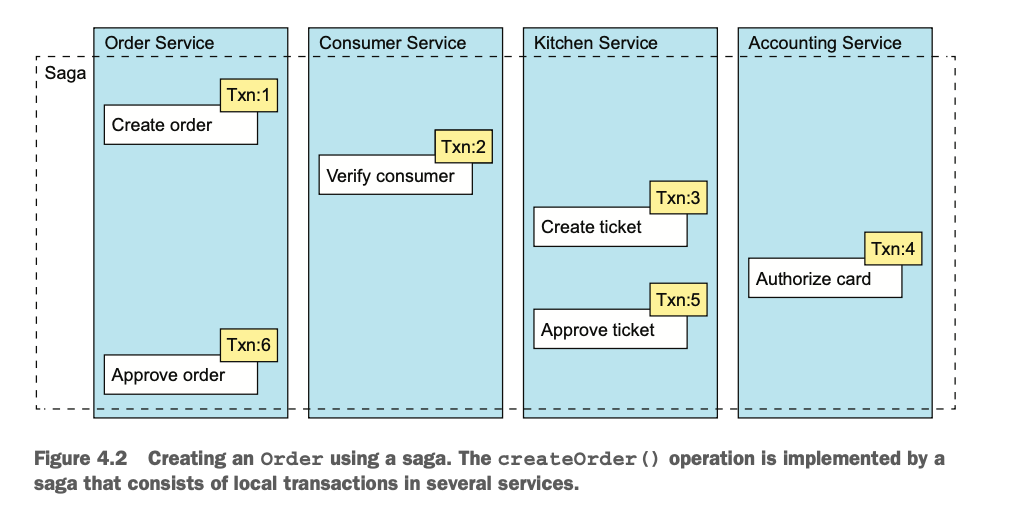 Order Service
Consumer Service
Kitchen Service
Accounting Service
Saga
Txn:1
Create order
Txn:2
Verify consumer
Txn:3
Create ticket
Txn:4
Authorize card
Txn:5
Approve ticket
Txn:6
Approve order
Figure 4.2 Creating an Order using a saga. The createOrder() operation is implemented by a
saga that consists of local transactions in several services.